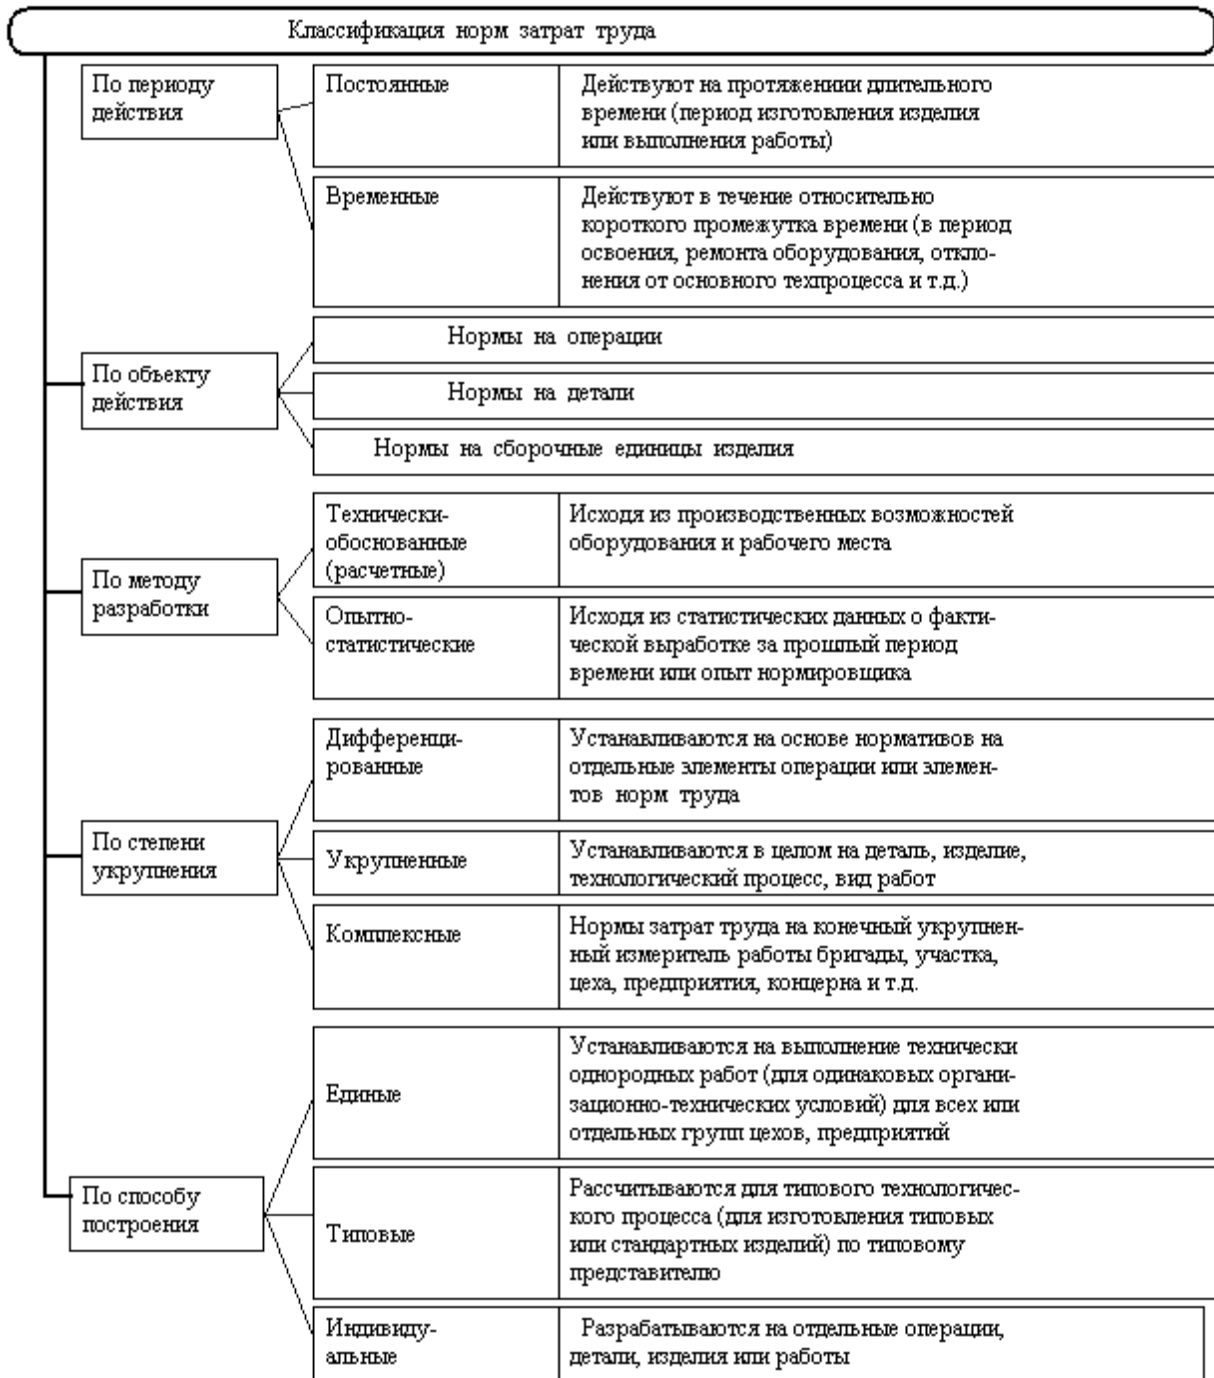 Классификация норм затрат труда
По периоду
действия
Постоянные
Действуют на протяжениии длительного
времени (период изготовления изделия
или выполнения работы)
Временные
Действуют в течение относительно
короткого промежутка времени (в период
освоения, ремонта оборудования, откло-
нения от основного техпроцесса и т.д.)
По объекту
действия
Нормы на операции
Нормы на детали
Нормы на сборочные единицы изделия
По методу
разработки
Технически-
обоснованные
(расчетные)
Исходя из производственных возможностей
оборудования и рабочего места
Опытно-
статистические
Исходя из статистических данных о факти-
ческой выработке за прошлый период
времени или опыт нормировщика
По степени
укрупнения
Дифференци-
рованные
Устанавливаются на основе нормативов на
отдельные элементы операции или элемен-
тов норм труда
Укрупненные
Устанавливаются в целом на деталь, изделие,
технологический процесс, вид работ
Комплексные
Нормы затрат труда на конечный укрупнен-
ный измеритель работы бригады, участка,
цеха, предприятия, концерна и т.д.
По способу
построения
Единые
Устанавливаются на выполнение технически
однородных работ (для одинаковых органи-
зационно-технических условий) для всех или
отдельных групп цехов, предприятий
Типовые
Рассчитываются для типового технологичес-
кого процесса (для изготовления типовых
или стандартных изделий) по типовому
представителю
Индивиду-
альные
Разрабатываются на отдельные операции,
детали, изделия или работы